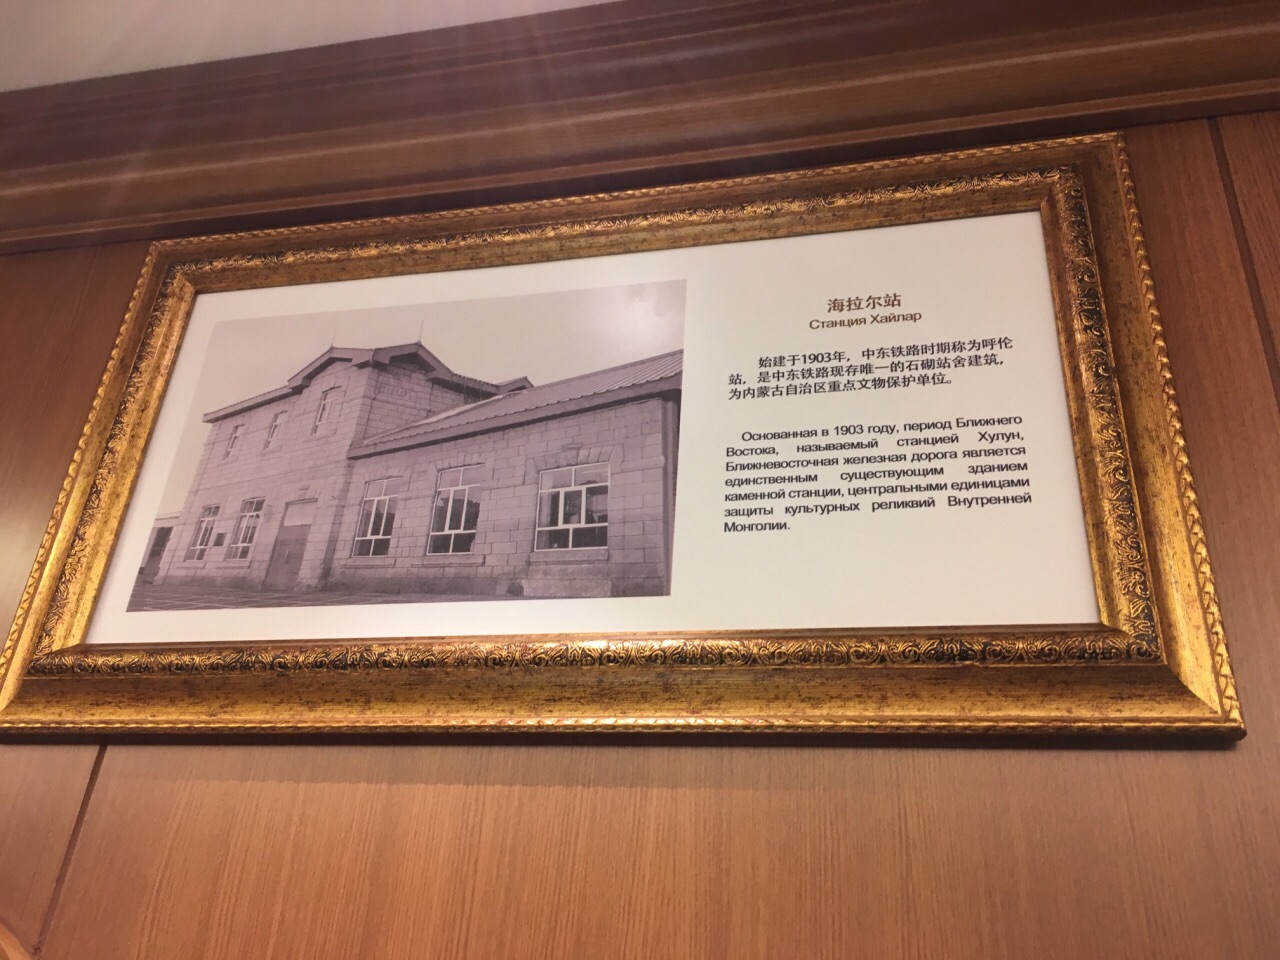 海拉尔站
Станция Хайлар
始建于1903年，中东铁路时期称为呼伦
站，是中东铁路现存唯一的石砌站舍建筑，
为内蒙古自治区重点文物保护单位。
Основанная в 1903 году, период Ближнего
Востока, называемый станцией Хулун,
Ближневосточная железная дорога является
единственным существующим зданием
каменной станции, центральными единицами
защиты культурных реликвий Внутренней
Монголии.